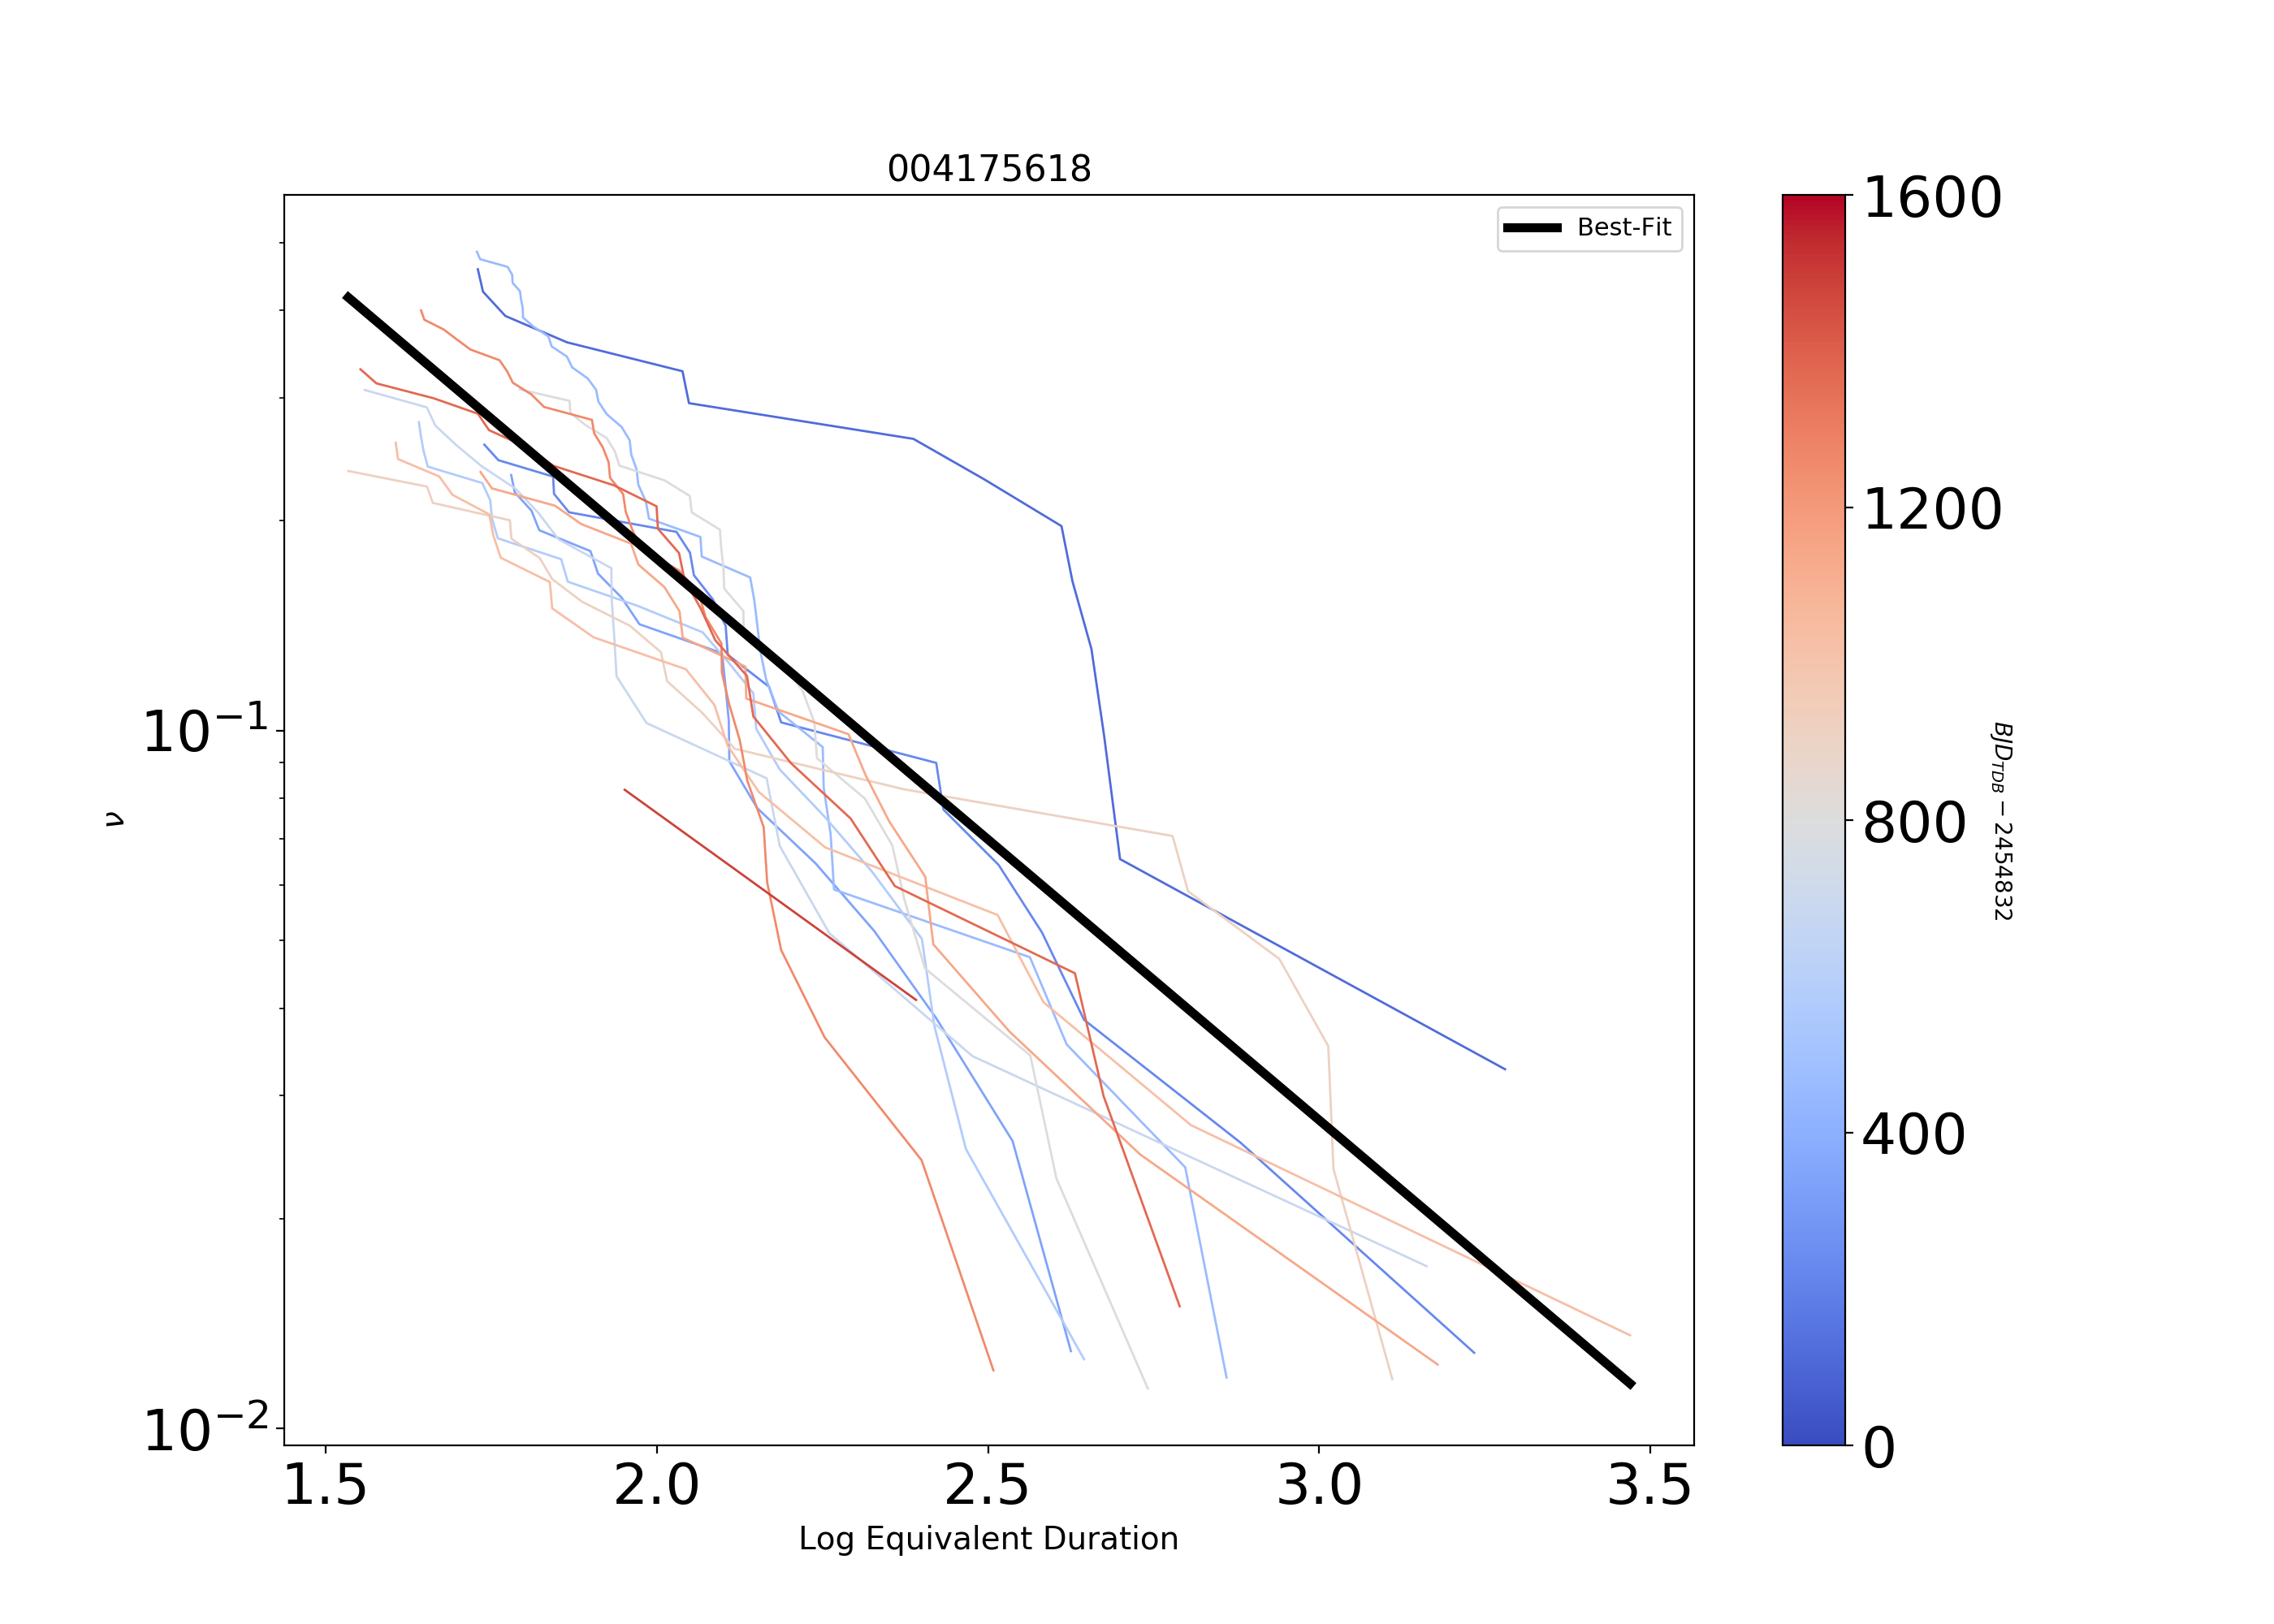 004175618
Best-Fit
10⁻¹
10⁻²
ν
1.5 2.0 2.5 3.0 3.5
Log Equivalent Duration
1600
1200
800
400
0
BJD_TDB − 2454832